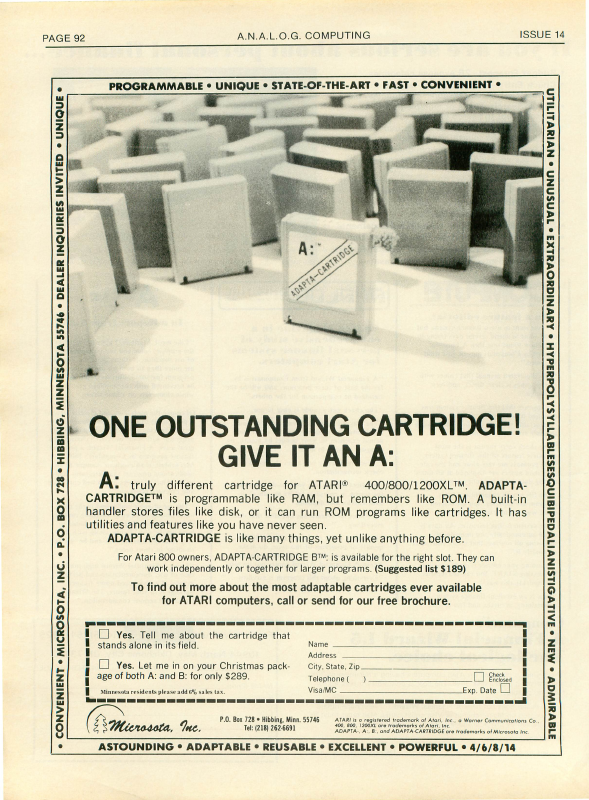 PAGE 92
A.N.A.L.O.G. COMPUTING
ISSUE 14
PROGRAMMABLE • UNIQUE • STATE-OF-THE-ART • FAST • CONVENIENT •
UTILITARIAN • UNUSUAL • EXTRAORDINARY • HYPERPOLYSYLLABLESESQUIBIPEDALIANISTIGATIVE • NEW • ADMIRABLE
CONVENIENT • MICROSOTA, INC. • P.O. BOX 728 • HIBBING, MINNESOTA 55746 • DEALER INQUIRIES INVITED • UNIQUE •
A:™
ADAPTA-CARTRIDGE
ONE OUTSTANDING CARTRIDGE!
GIVE IT AN A:
A: truly different cartridge for ATARI® 400/800/1200XL™. ADAPTA-
CARTRIDGE™ is programmable like RAM, but remembers like ROM. A built-in
handler stores files like disk, or it can run ROM programs like cartridges. It has
utilities and features like you have never seen.
ADAPTA-CARTRIDGE is like many things, yet unlike anything before.
For Atari 800 owners, ADAPTA-CARTRIDGE B™: is available for the right slot. They can
work independently or together for larger programs. (Suggested list $189)
To find out more about the most adaptable cartridges ever available
for ATARI computers, call or send for our free brochure.
Yes. Tell me about the cartridge that
stands alone in its field.
Yes. Let me in on your Christmas pack-
age of both A: and B: for only $289.
Minnesota residents please add 6% sales tax.
Name
Address
City, State, Zip
Telephone ( )
Check
Enclosed
Visa/MC
Exp. Date
Microsota, Inc.
P.O. Box 728 • Hibbing, Minn. 55746
Tel: (218) 262-6691
ATARI is a registered trademark of Atari, Inc., a Warner Communications Co.
400, 800, 1200XL are trademarks of Atari, Inc.
ADAPTA-, A:, B:, and ADAPTA-CARTRIDGE are trademarks of Microsota Inc.
• ASTOUNDING • ADAPTABLE • REUSABLE • EXCELLENT • POWERFUL • 4/6/8/14